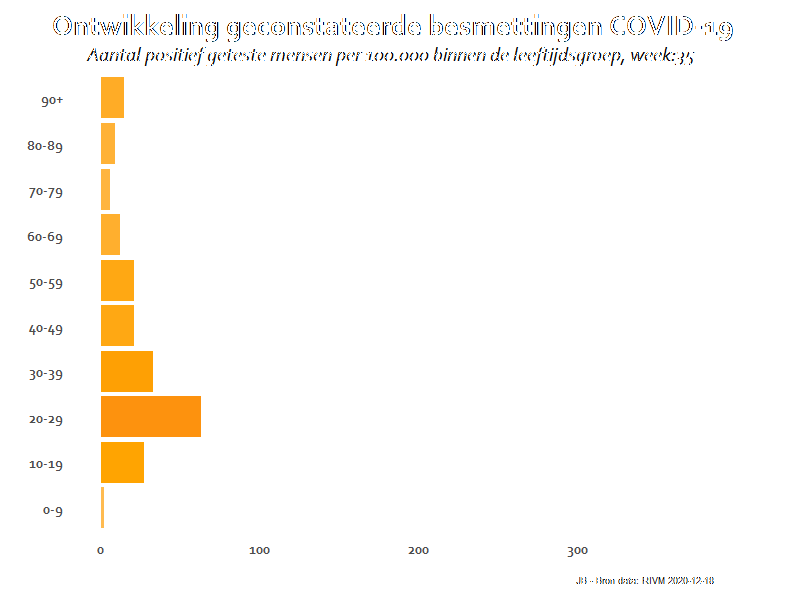 Ontwikkeling geconstateerde besmettingen COVID-19
Aantal positief geteste mensen per 100.000 binnen de leeftijdsgroep, week:35
90+
80-89
70-79
60-69
50-59
40-49
30-39
20-29
10-19
0-9
0 100 200 300
JB - Bron data: RIVM 2020-12-18